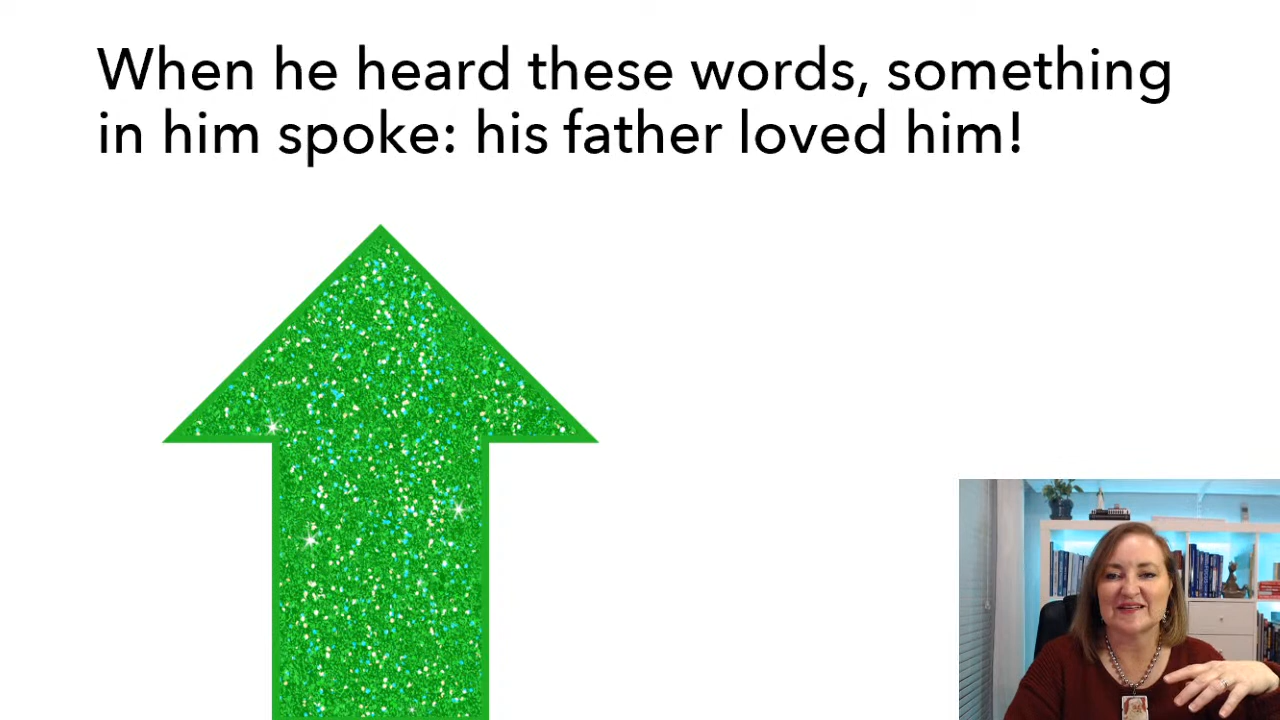 When he heard these words, something
in him spoke: his father loved him!